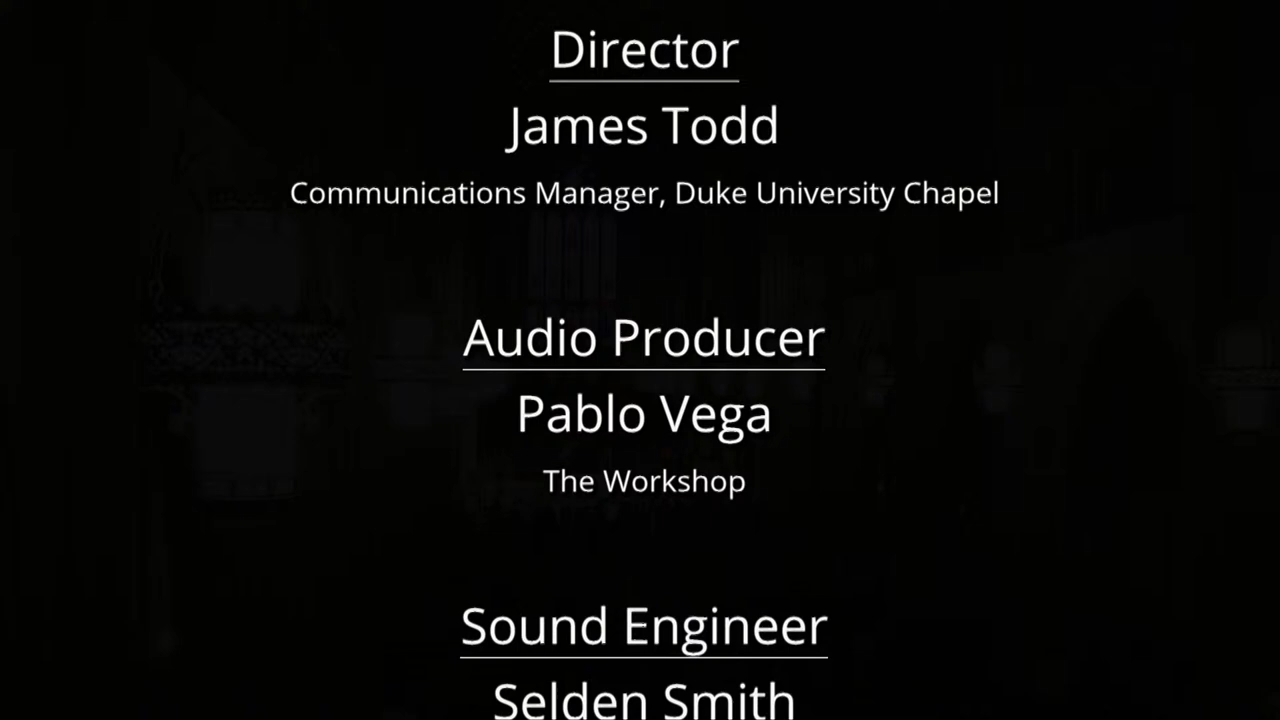 Director
James Todd
Communications Manager, Duke University Chapel
Audio Producer
Pablo Vega
The Workshop
Sound Engineer
Selden Smith